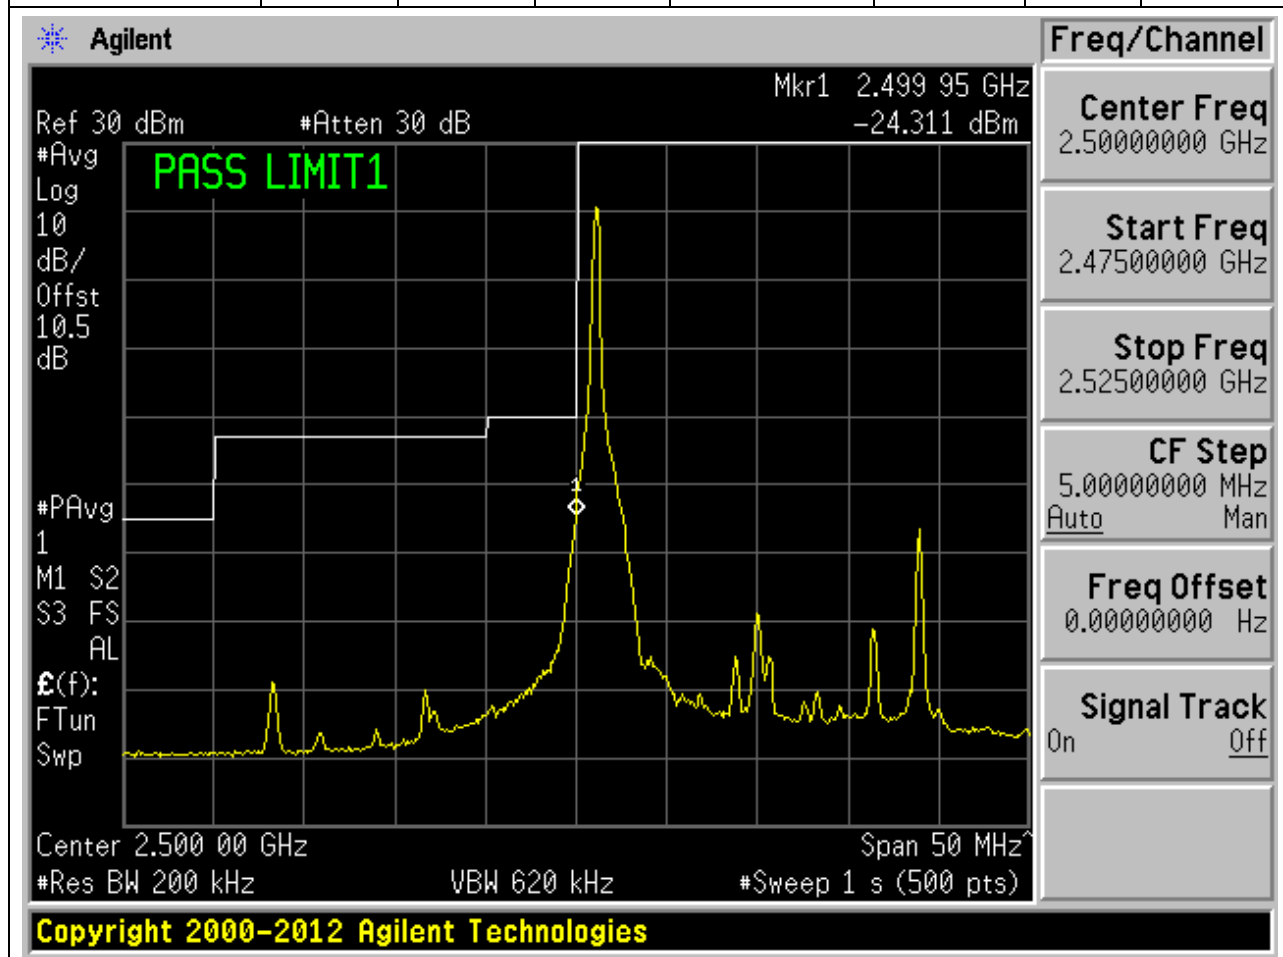 Agilent
Freq/Channel
Mkr1 2.499 95 GHz
Ref 30 dBm #Atten 30 dB -24.311 dBm
#Avg
Log
10
dB/
Offst
10.5
dB
PASS LIMIT1
1
#PAvg
1
M1 S2
S3 FS
AL
£(f):
FTun
Swp
Center 2.500 00 GHz Span 50 MHz^
#Res BW 200 kHz VBW 620 kHz #Sweep 1 s (500 pts)
Center Freq
2.50000000 GHz
Start Freq
2.47500000 GHz
Stop Freq
2.52500000 GHz
CF Step
5.00000000 MHz
Auto Man
Freq Offset
0.00000000 Hz
Signal Track
On Off
Copyright 2000-2012 Agilent Technologies